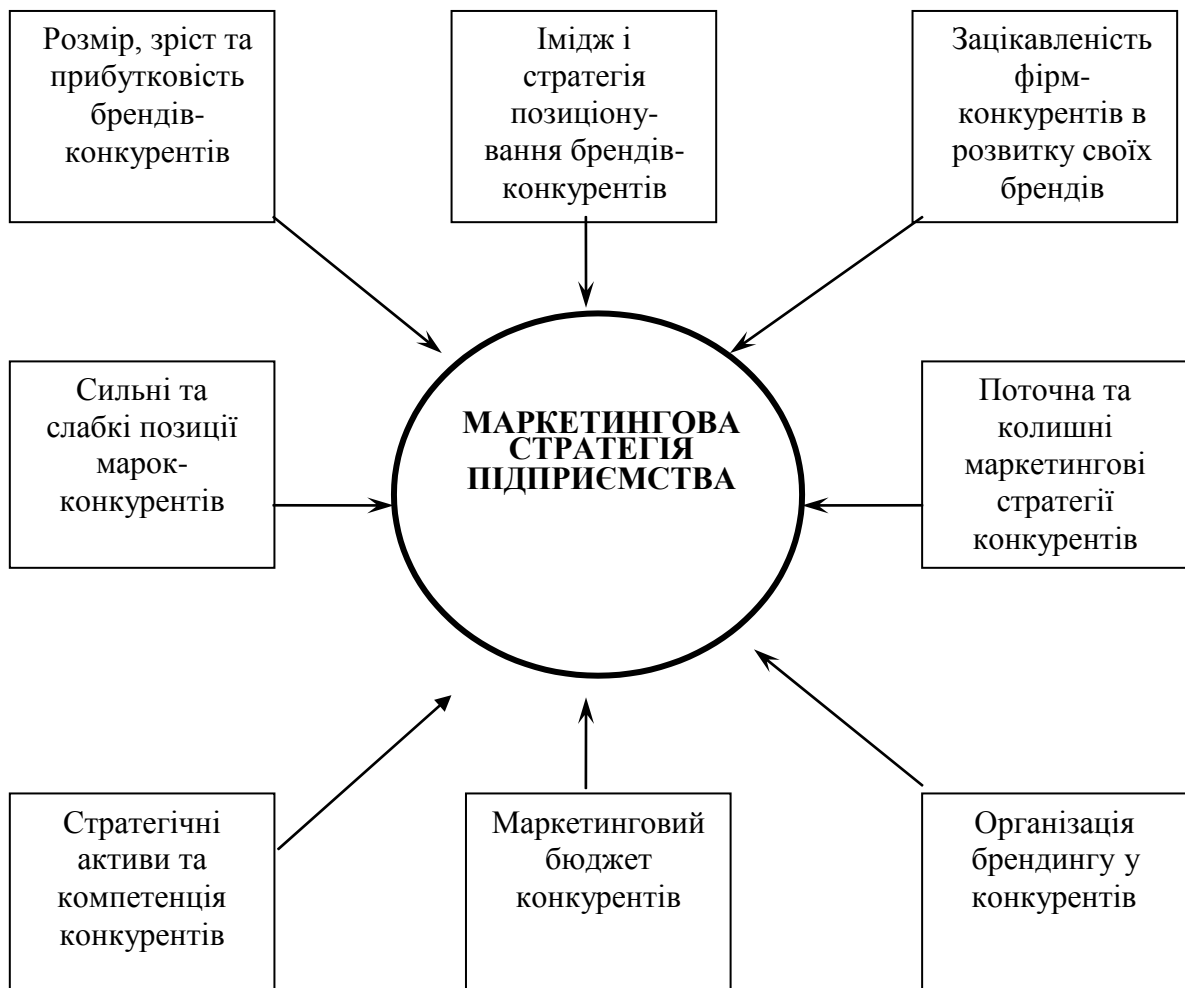 Розмір, зріст та
прибутковість
брендів-
конкурентів
Імідж і
стратегія
позиціону-
вання брендів-
конкурентів
Зацікавленість
фірм-
конкурентів в
розвитку своїх
брендів
Сильні та
слабкі позиції
марок-
конкурентів
МАРКЕТИНГОВА
СТРАТЕГІЯ
ПІДПРИЄМСТВА
Поточна та
колишні
маркетингові
стратегії
конкурентів
Стратегічні
активи та
компетенція
конкурентів
Маркетинговий
бюджет
конкурентів
Організація
брендингу у
конкурентів